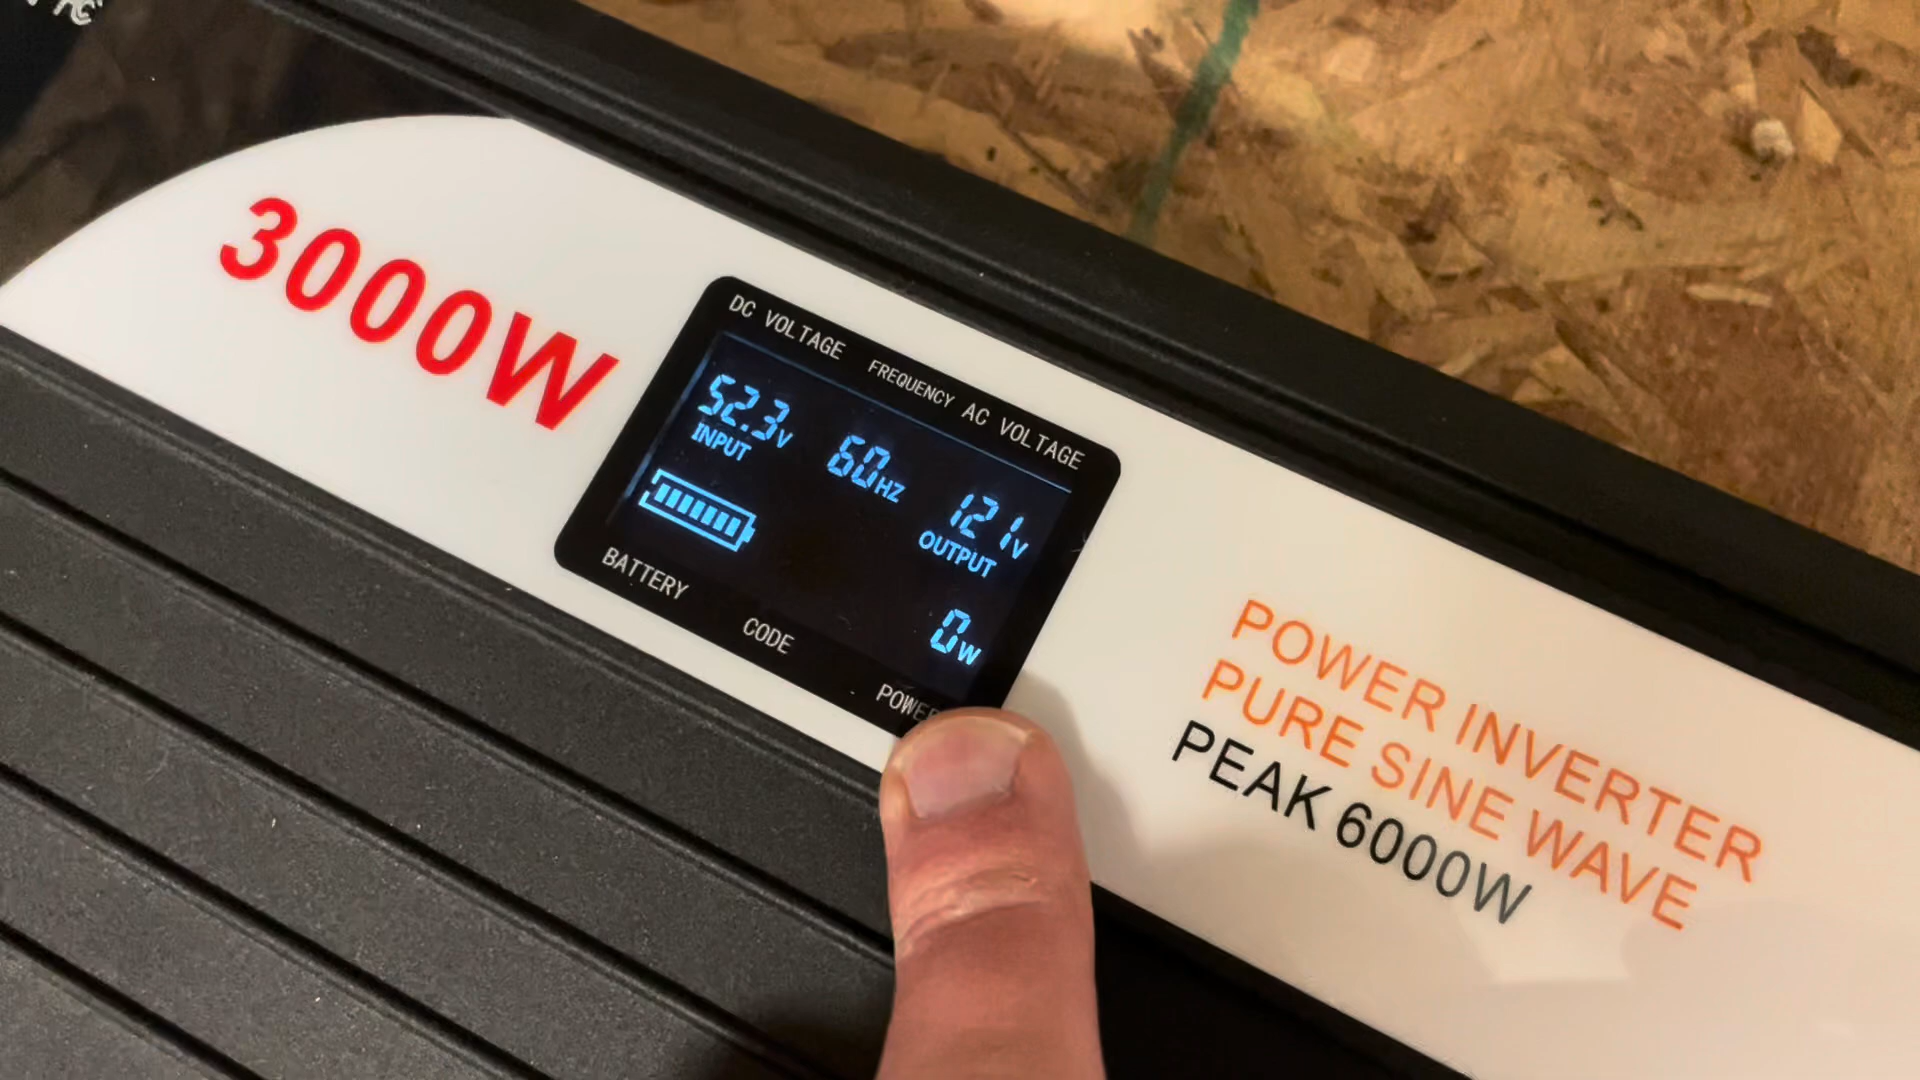 3000W
DC VOLTAGE FREQUENCY AC VOLTAGE
52.3V 60HZ 121V
INPUT OUTPUT
0W
BATTERY CODE POWER
POWER INVERTER
PURE SINE WAVE
PEAK 6000W